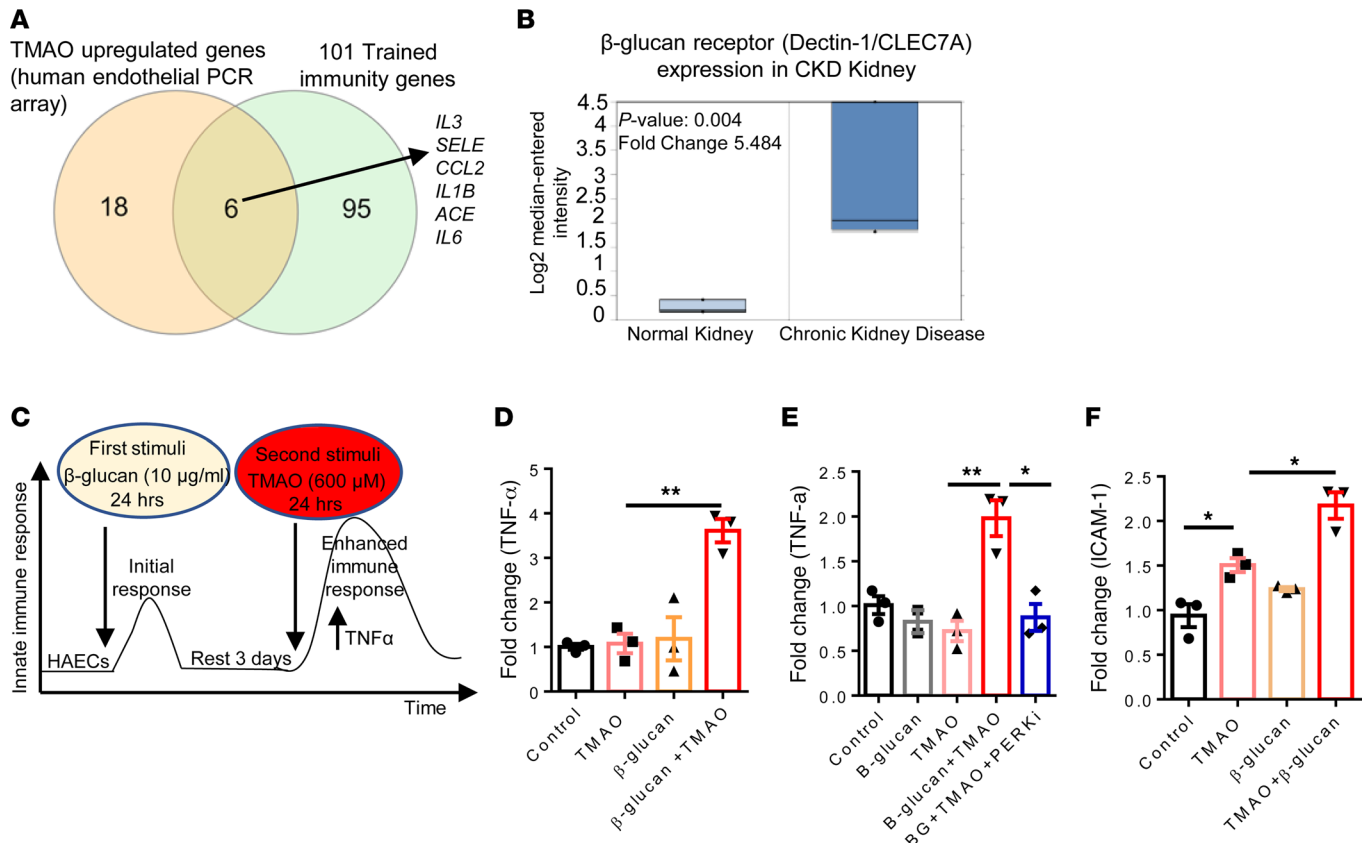 A
TMAO upregulated genes
(human endothelial PCR
array)
101 Trained
immunity genes
18
6
95
IL3
SELE
CCL2
IL1B
ACE
IL6
B
β-glucan receptor (Dectin-1/CLEC7A)
expression in CKD Kidney
Log2 median-entered
intensity
4.5
4
3.5
3
2.5
2
1.5
1
0.5
0
P-value: 0.004
Fold Change 5.484
Normal Kidney
Chronic Kidney Disease
C
Innate immune response
First stimuli
β-glucan (10 µg/ml)
24 hrs
Second stimuli
TMAO (600 µM)
24 hrs
Initial
response
Enhanced
immune
response
TNFα
HAECs
Rest 3 days
Time
D
Fold change (TNF-α)
5
4
3
2
1
0
**
Control
TMAO
β-glucan
β-glucan +TMAO
E
Fold change (TNF-a)
2.5
2.0
1.5
1.0
0.5
0.0
**
*
Control
B-glucan
TMAO
B-glucan+TMAO
BG+TMAO+PERKi
F
Fold change (ICAM-1)
2.5
2.0
1.5
1.0
0.5
0.0
*
*
Control
TMAO
β-glucan
TMAO+β-glucan